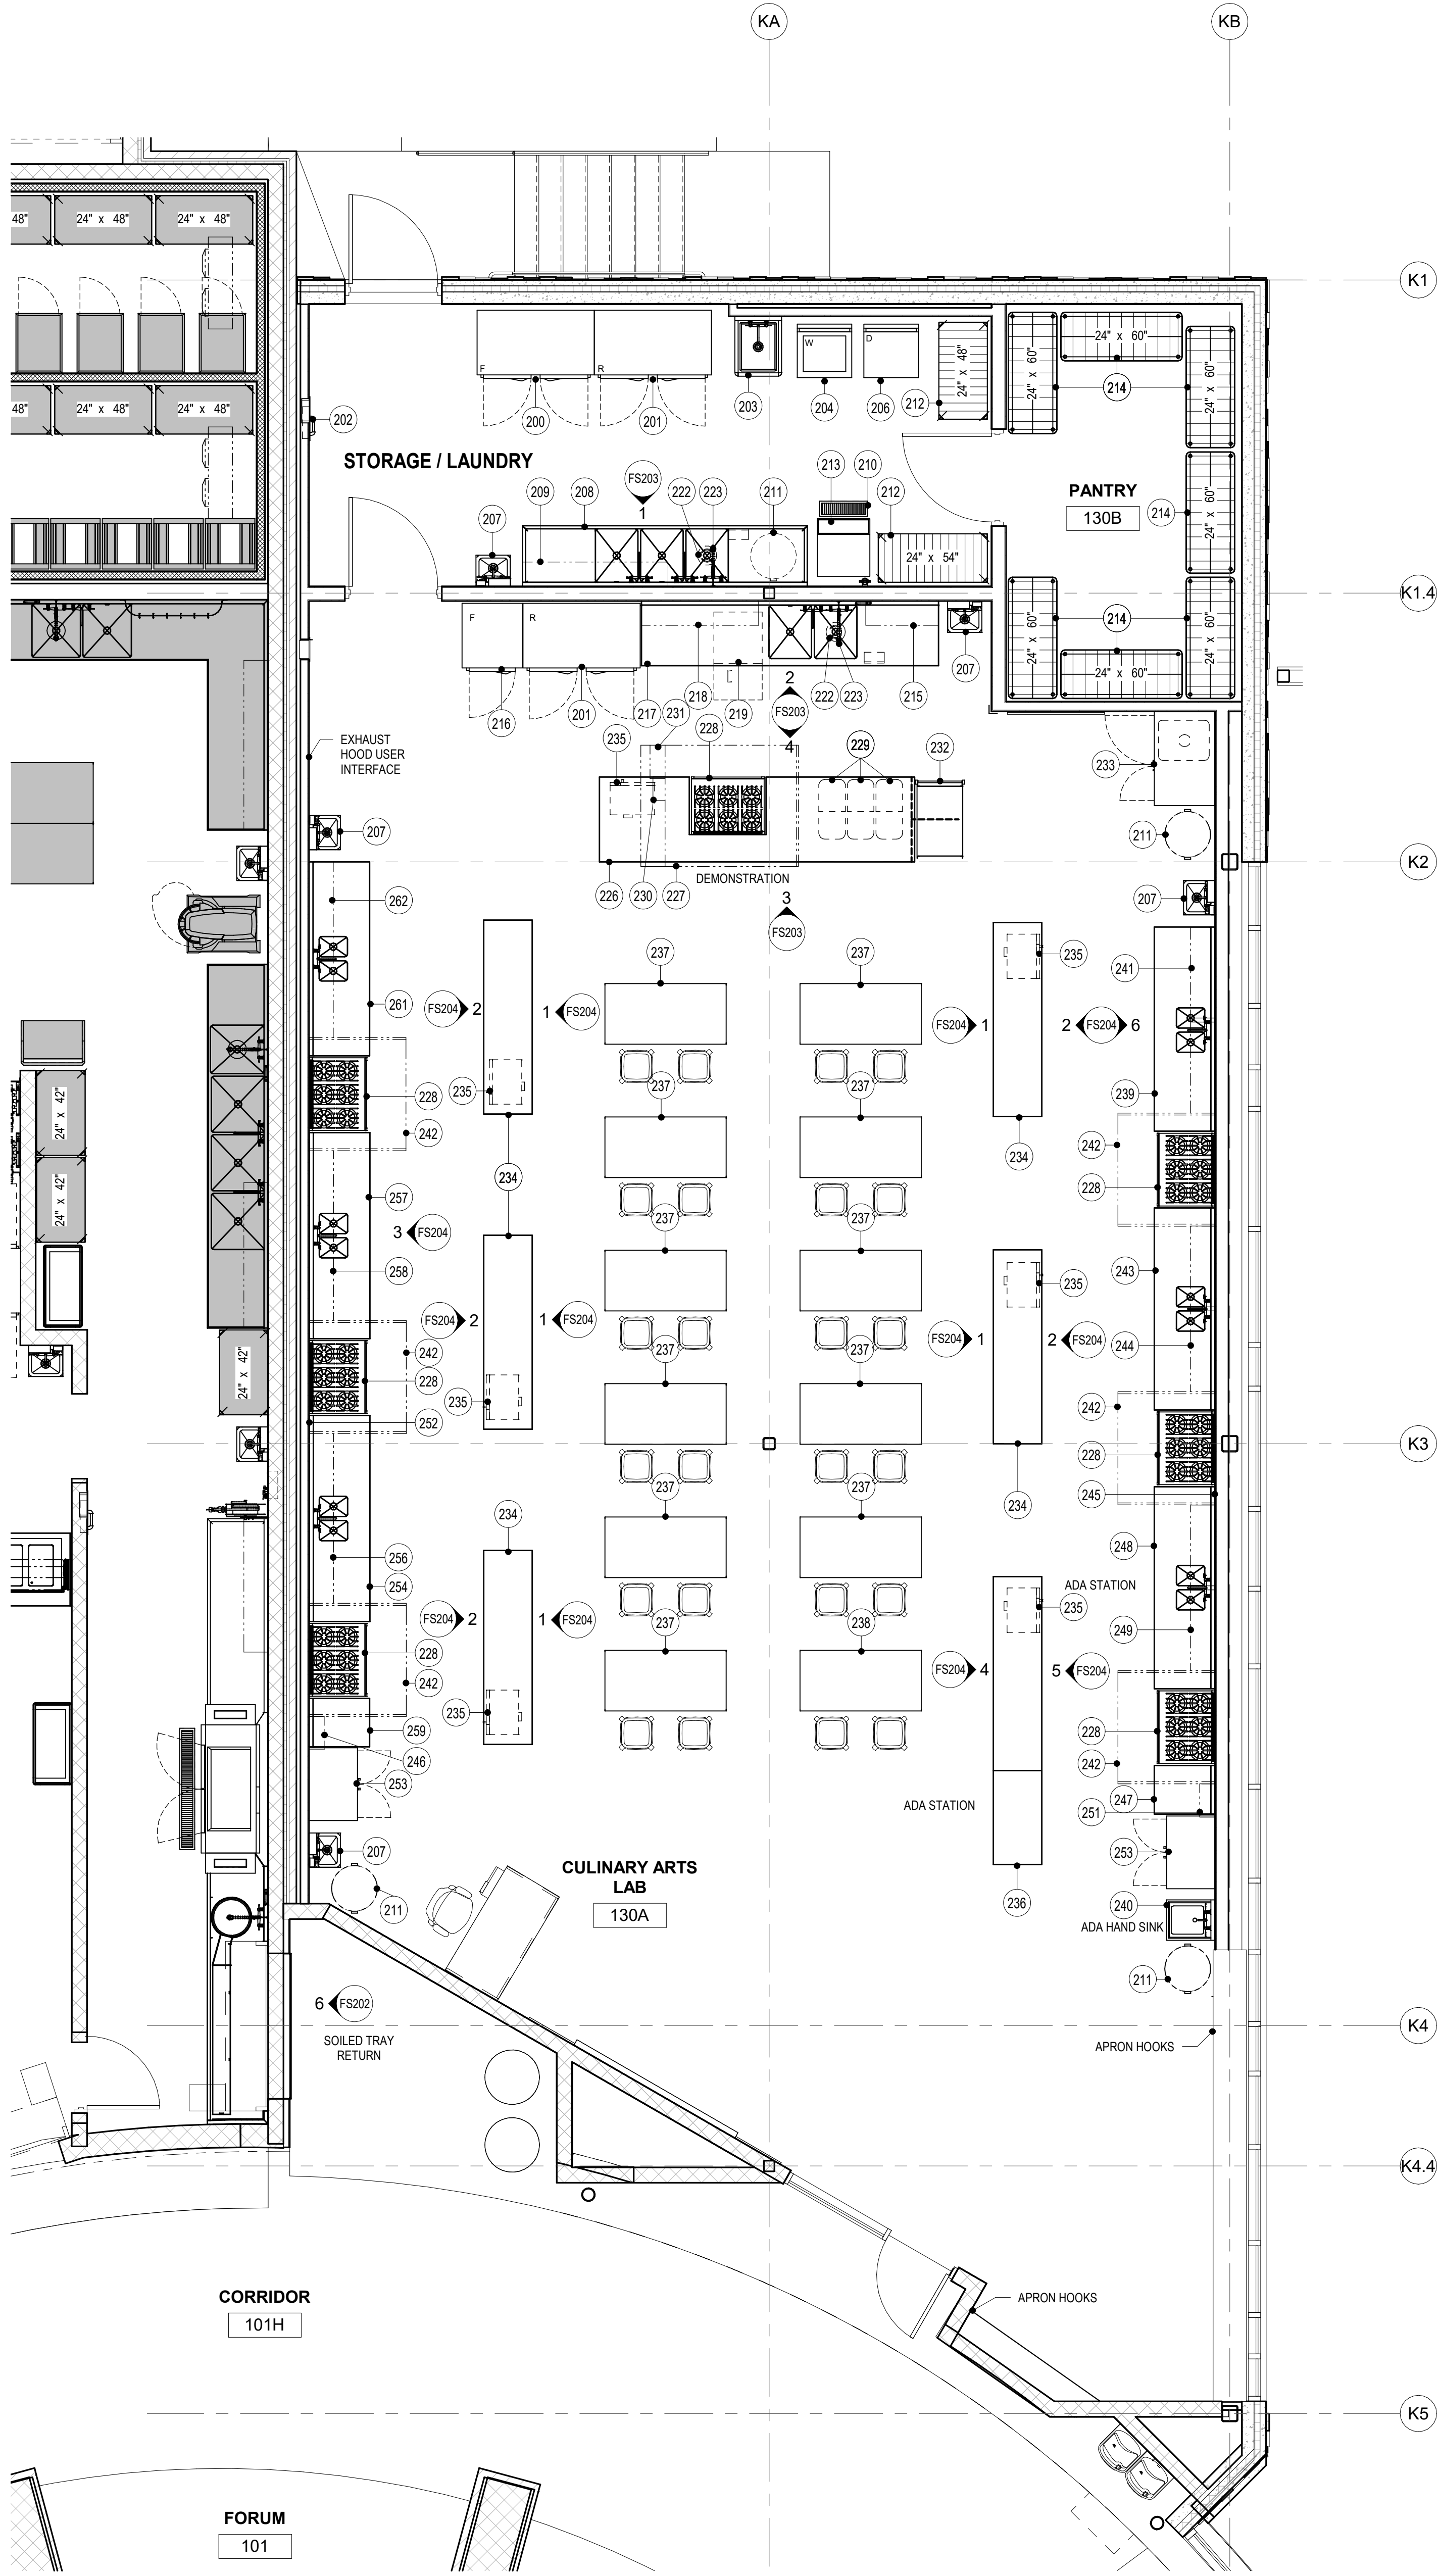 KA
KB
48"
24" x 48"
24" x 48"
K1
24" x 60"
24" x 60"
24" x 48"
24" x 60"
W
D
F
R
214
203
204
206
212
48"
24" x 48"
24" x 48"
202
200
201
STORAGE / LAUNDRY
FS203
1
213
210
209
208
222
223
211
212
PANTRY
130B
214
24" x 60"
207
24" x 54"
K1.4
F
R
24" x 60"
214
24" x 60"
207
24" x 60"
2
216
201
217
218
219
222
223
215
FS203
4
231
EXHAUST
HOOD USER
INTERFACE
235
228
229
232
233
207
211
K2
DEMONSTRATION
226
230
227
262
3
207
FS203
237
237
235
241
261
FS204
2
1
FS204
FS204
1
2
FS204
6
235
228
237
237
239
242
242
234
234
228
24" x 42"
257
24" x 42"
3
FS204
237
237
258
235
243
FS204
2
1
FS204
FS204
1
2
FS204
244
242
237
237
24" x 42"
228
235
242
252
K3
228
237
237
245
234
234
256
248
254
ADA STATION
235
FS204
2
1
FS204
237
238
249
228
FS204
4
5
FS204
242
235
259
228
246
242
253
247
ADA STATION
251
207
253
CULINARY ARTS
LAB
130A
211
236
240
ADA HAND SINK
211
6
FS202
SOILED TRAY
RETURN
K4
APRON HOOKS
K4.4
CORRIDOR
101H
APRON HOOKS
K5
FORUM
101